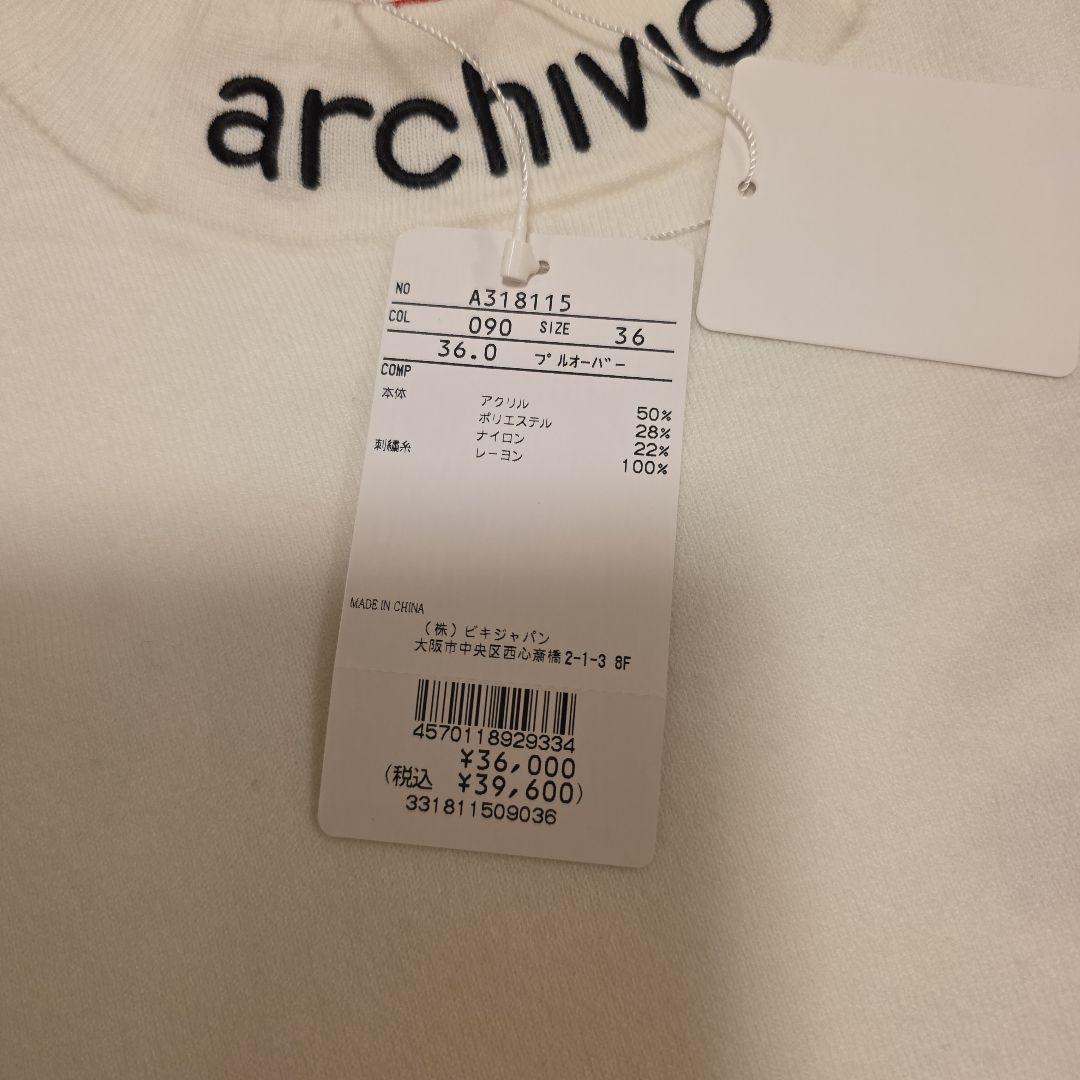 archivio
NO A318115
COL 090 SIZE 36
36.0 プルオーバー
COMP
本体 アクリル 50%
ポリエステル 28%
ナイロン 22%
刺繍糸 レーヨン 100%
MADE IN CHINA
(株)ビキジャパン
大阪市中央区西心斎橋2-1-3 8F
4570118929334
¥36,000
(税込 ¥39,600)
331811509036